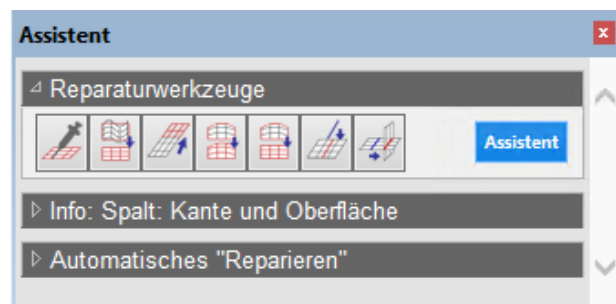 Assistent
Reparaturwerkzeuge
Assistent
Info: Spalt: Kante und Oberfläche
Automatisches "Reparieren"